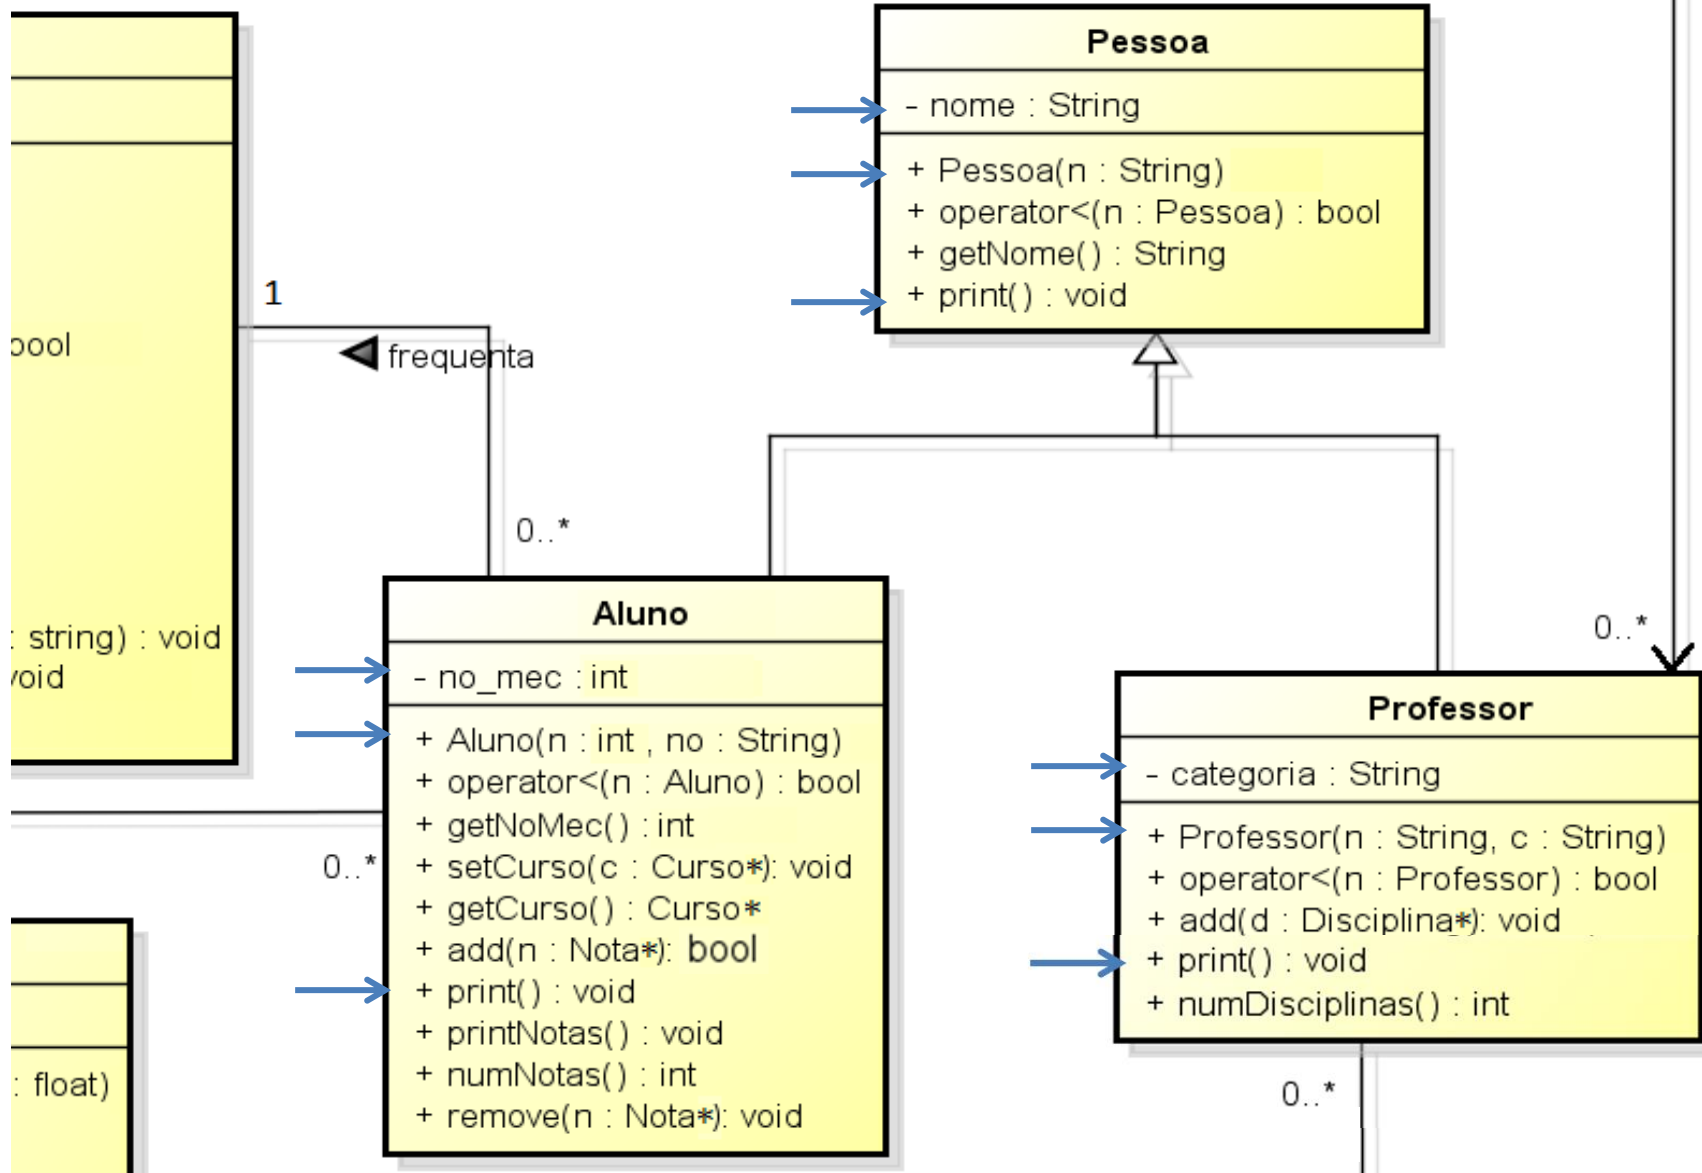 Pessoa
- nome : String
+ Pessoa(n : String)
+ operator<(n : Pessoa) : bool
+ getNome() : String
+ print() : void
1
frequenta
0..*
: string) : void
Aluno
- no_mec : int
+ Aluno(n : int , no : String)
+ operator<(n : Aluno) : bool
+ getNoMec() : int
+ setCurso(c : Curso*): void
+ getCurso() : Curso*
+ add(n : Nota*): bool
+ print() : void
+ printNotas() : void
+ numNotas() : int
+ remove(n : Nota*): void
0..*
0..*
Professor
- categoria : String
+ Professor(n : String, c : String)
+ operator<(n : Professor) : bool
+ add(d : Disciplina*): void
+ print() : void
+ numDisciplinas() : int
0..*
: float)